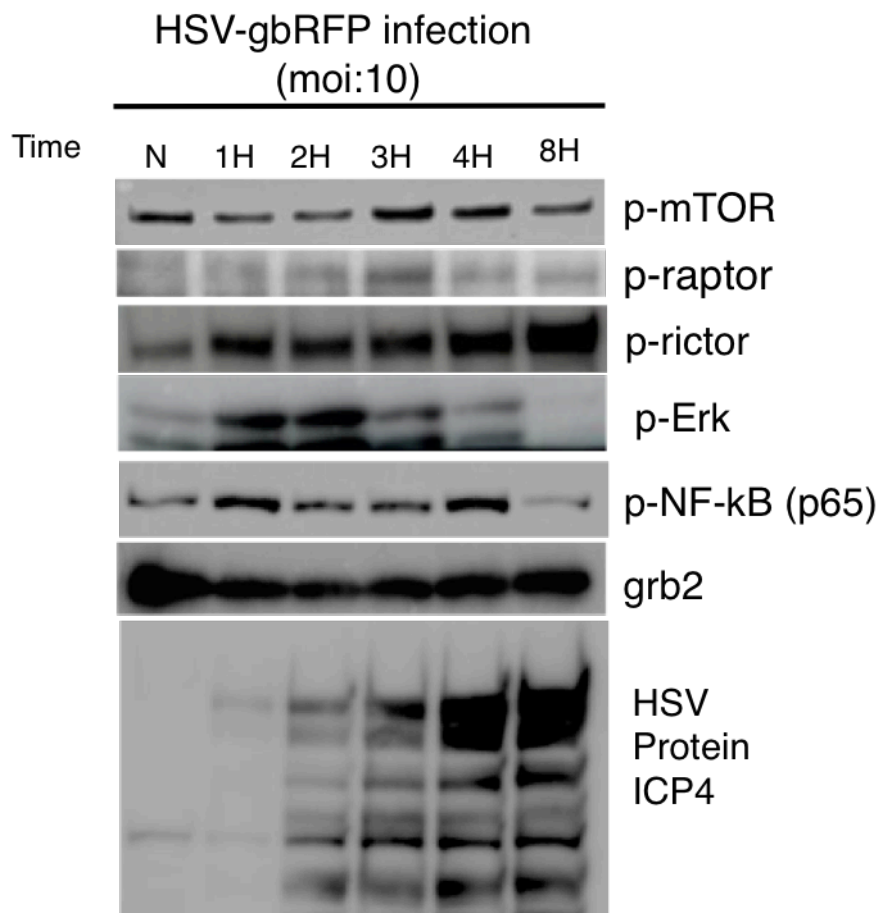 HSV-gbRFP infection
(moi:10)
Time N 1H 2H 3H 4H 8H
p-mTOR
p-raptor
p-rictor
p-Erk
p-NF-kB (p65)
grb2
HSV
Protein
ICP4